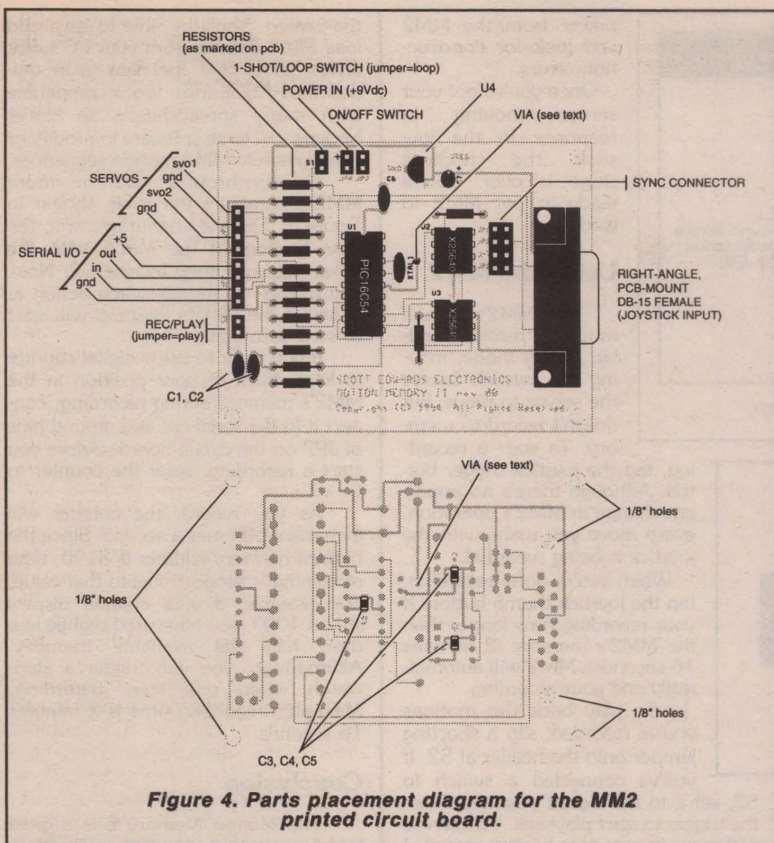 RESISTORS
(as marked on pcb)
1-SHOT/LOOP SWITCH (jumper=loop)
POWER IN (+9Vdc)
ON/OFF SWITCH
U4
VIA (see text)
SYNC CONNECTOR
SERVOS
svo1
gnd
svo2
gnd
SERIAL I/O
+5
out
in
gnd
REC/PLAY
(jumper=play)
C1, C2
C6
U1
PIC16C54
XTAL
U2
X25640
U3
X25640
RIGHT-ANGLE,
PCB-MOUNT
DB-15 FEMALE
(JOYSTICK INPUT)
SCOTT EDWARDS ELECTRONICS
MOTION MEMORY II
Copyright (C) 1994 All Rights Reserved
VIA (see text)
1/8" holes
1/8" holes
1/8" holes
C3, C4, C5
Figure 4. Parts placement diagram for the MM2
printed circuit board.